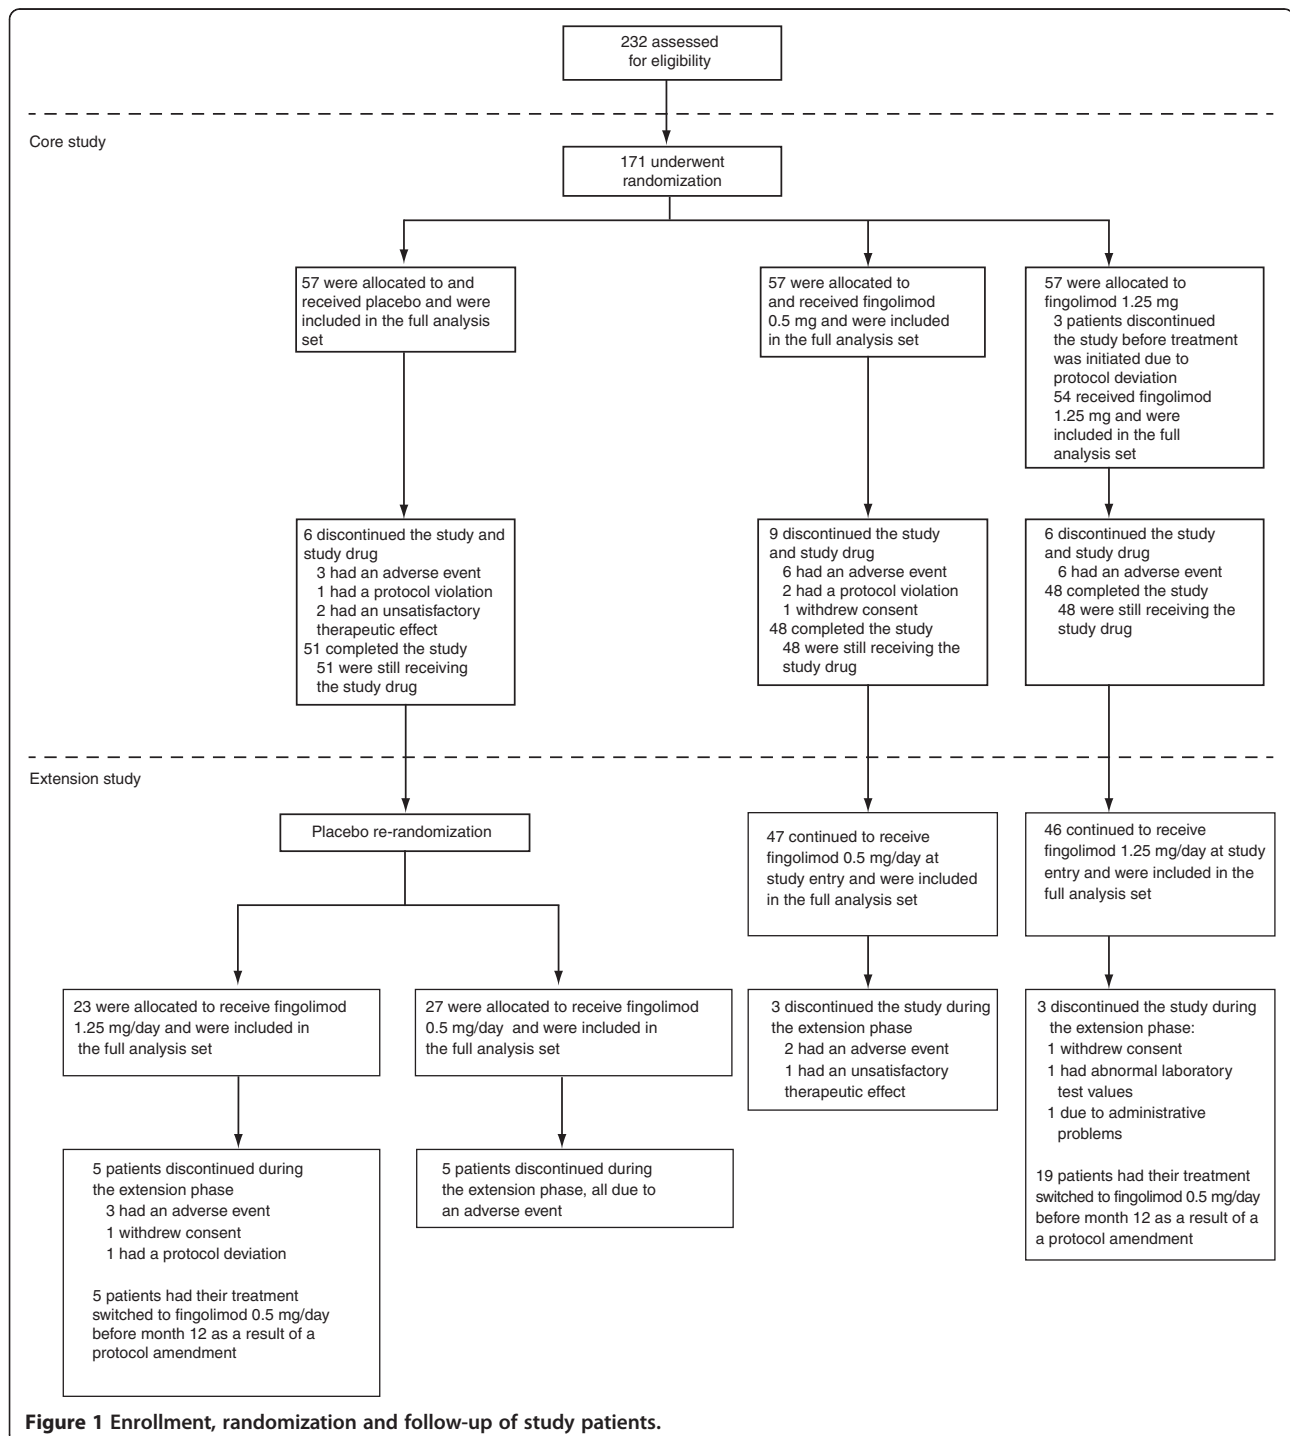 232 assessed
for eligibility
Core study
171 underwent
randomization
57 were allocated to and
received placebo and were
included in the full analysis
set
57 were allocated to
and received fingolimod
0.5 mg and were included
in the full analysis set
57 were allocated to
fingolimod 1.25 mg
3 patients discontinued
the study before treatment
was initiated due to
protocol deviation
54 received fingolimod
1.25 mg and were
included in the full
analysis set
6 discontinued the study and
study drug
3 had an adverse event
1 had a protocol violation
2 had an unsatisfactory
therapeutic effect
51 completed the study
51 were still receiving
the study drug
9 discontinued the study
and study drug
6 had an adverse event
2 had a protocol violation
1 withdrew consent
48 completed the study
48 were still receiving the
study drug
6 discontinued the study
and study drug
6 had an adverse event
48 completed the study
48 were still receiving the
study drug
Extension study
Placebo re-randomization
47 continued to receive
fingolimod 0.5 mg/day at
study entry and were included
in the full analysis set
46 continued to receive
fingolimod 1.25 mg/day at study
entry and were included in the
full analysis set
23 were allocated to receive fingolimod
1.25 mg/day and were included in
the full analysis set
27 were allocated to receive fingolimod
0.5 mg/day and were included in
the full analysis set
3 discontinued the study during
the extension phase
2 had an adverse event
1 had an unsatisfactory
therapeutic effect
3 discontinued the study during
the extension phase:
1 withdrew consent
1 had abnormal laboratory
test values
1 due to administrative
problems
19 patients had their treatment
switched to fingolimod 0.5 mg/day
before month 12 as a result of a
a protocol amendment
5 patients discontinued during
the extension phase
3 had an adverse event
1 withdrew consent
1 had a protocol deviation
5 patients had their treatment
switched to fingolimod 0.5 mg/day
before month 12 as a result of a
protocol amendment
5 patients discontinued during
the extension phase, all due to
an adverse event
Figure 1 Enrollment, randomization and follow-up of study patients.